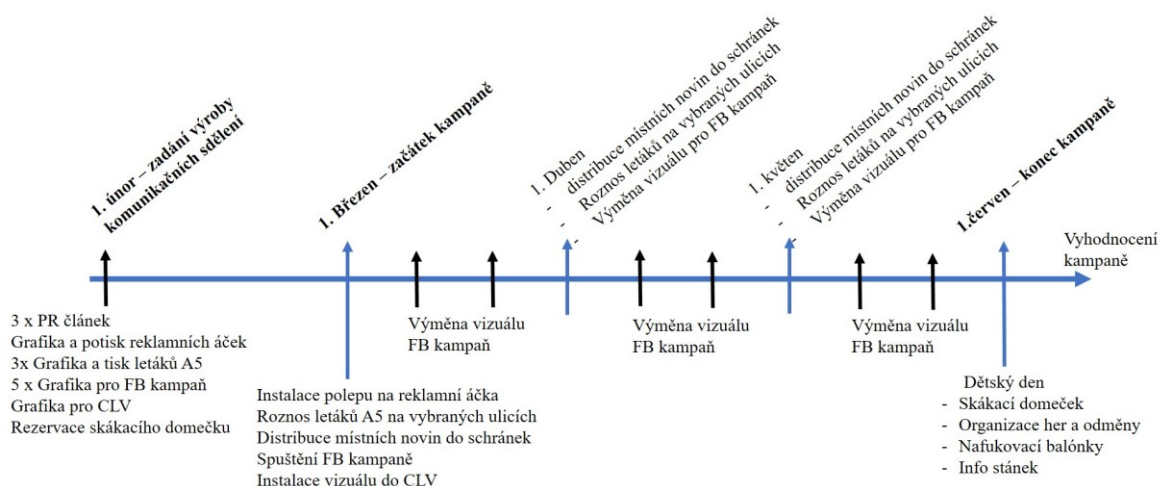 1. únor – zadání výroby
komunikačních sdělení
3 x PR článek
Grafika a potisk reklamních áček
3x Grafika a tisk letáků A5
5 x Grafika pro FB kampaň
Grafika pro CLV
Rezervace skákacího domečku
1. Březen – začátek kampaně
Instalace polepu na reklamní áčka
Roznos letáků A5 na vybraných ulicích
Distribuce místních novin do schránek
Spuštění FB kampaně
Instalace vizuálu do CLV
Výměna vizuálu
FB kampaň
1. Duben
- distribuce místních novin do schránek
- Roznos letáků na vybraných ulicích
- Výměna vizuálu pro FB kampaň
Výměna vizuálu
FB kampaň
1. květen
- distribuce místních novin do schránek
- Roznos letáků na vybraných ulicích
- Výměna vizuálu pro FB kampaň
Výměna vizuálu
FB kampaň
1.červen – konec kampaně
Dětský den
- Skákací domeček
- Organizace her a odměny
- Nafukovací balónky
- Info stánek
Vyhodnocení
kampaně